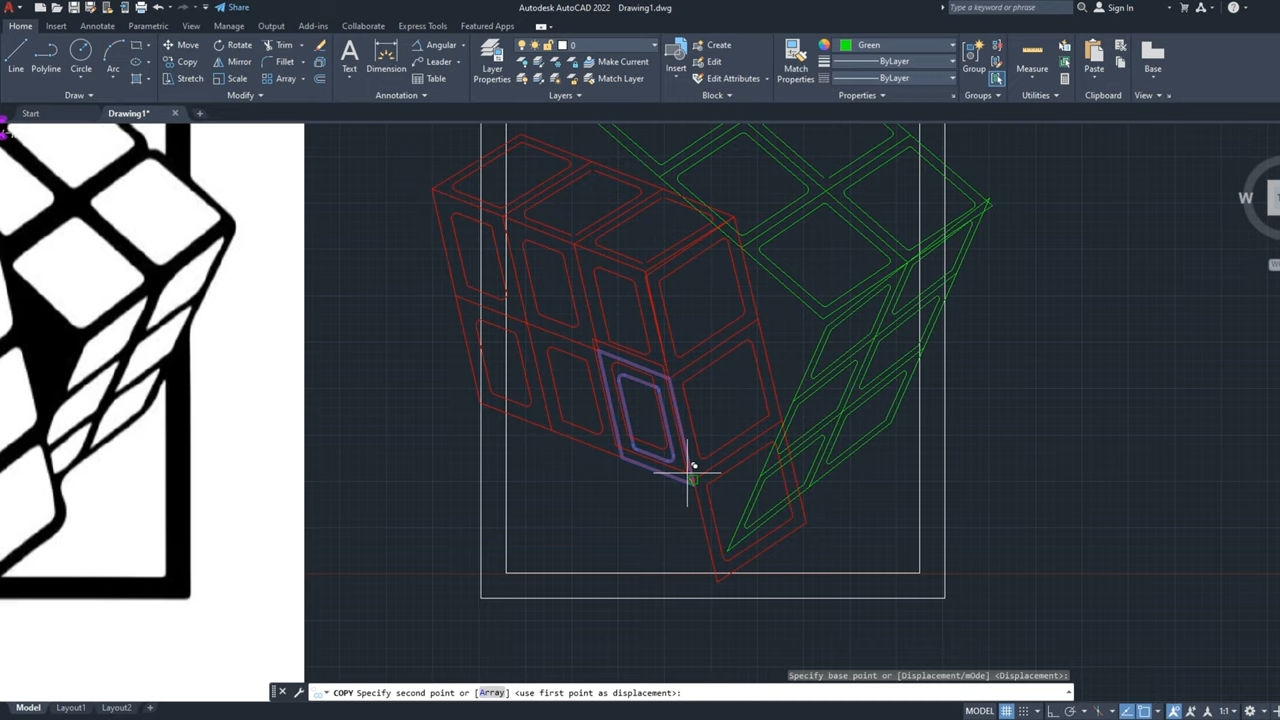 Share
Autodesk AutoCAD 2022 Drawing1.dwg
Type a keyword or phrase
Sign In
Home Insert Annotate Parametric View Manage Output Add-ins Collaborate Express Tools Featured Apps
Line
Polyline
Circle
Arc
Draw
Move
Copy
Stretch
Rotate
Mirror
Scale
Trim
Fillet
Array
Modify
Text
Dimension
Angular
Leader
Table
Annotation
Layer
Properties
0
Make Current
Match Layer
Layers
Insert
Create
Edit
Edit Attributes
Block
Match
Properties
Green
ByLayer
ByLayer
Properties
Group
Groups
Measure
Utilities
Paste
Clipboard
Base
View
Start
Drawing1*
W
Specify base point or [Displacement/mOde] <Displacement>:
COPY Specify second point or [Array] <use first point as displacement>:
Model Layout1 Layout2
MODEL
1:1